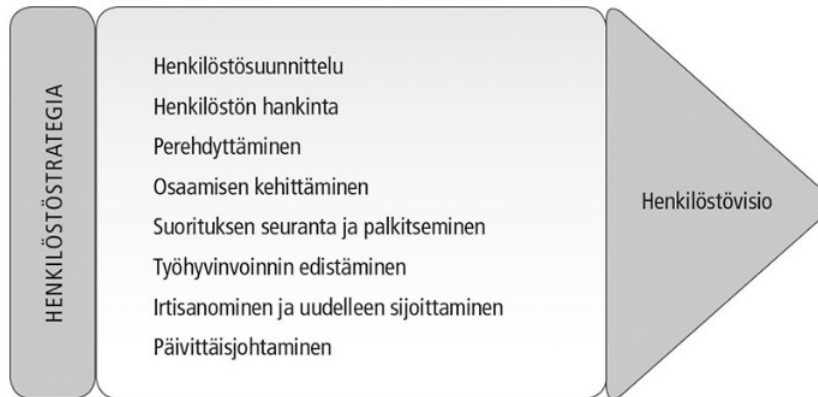 HENKILÖSTÖSTRATEGIA
Henkilöstösuunnittelu
Henkilöstön hankinta
Perehdyttäminen
Osaamisen kehittäminen
Suorituksen seuranta ja palkitseminen
Työhyvinvoinnin edistäminen
Irtisanominen ja uudelleen sijoittaminen
Päivittäisjohtaminen
Henkilöstövisio